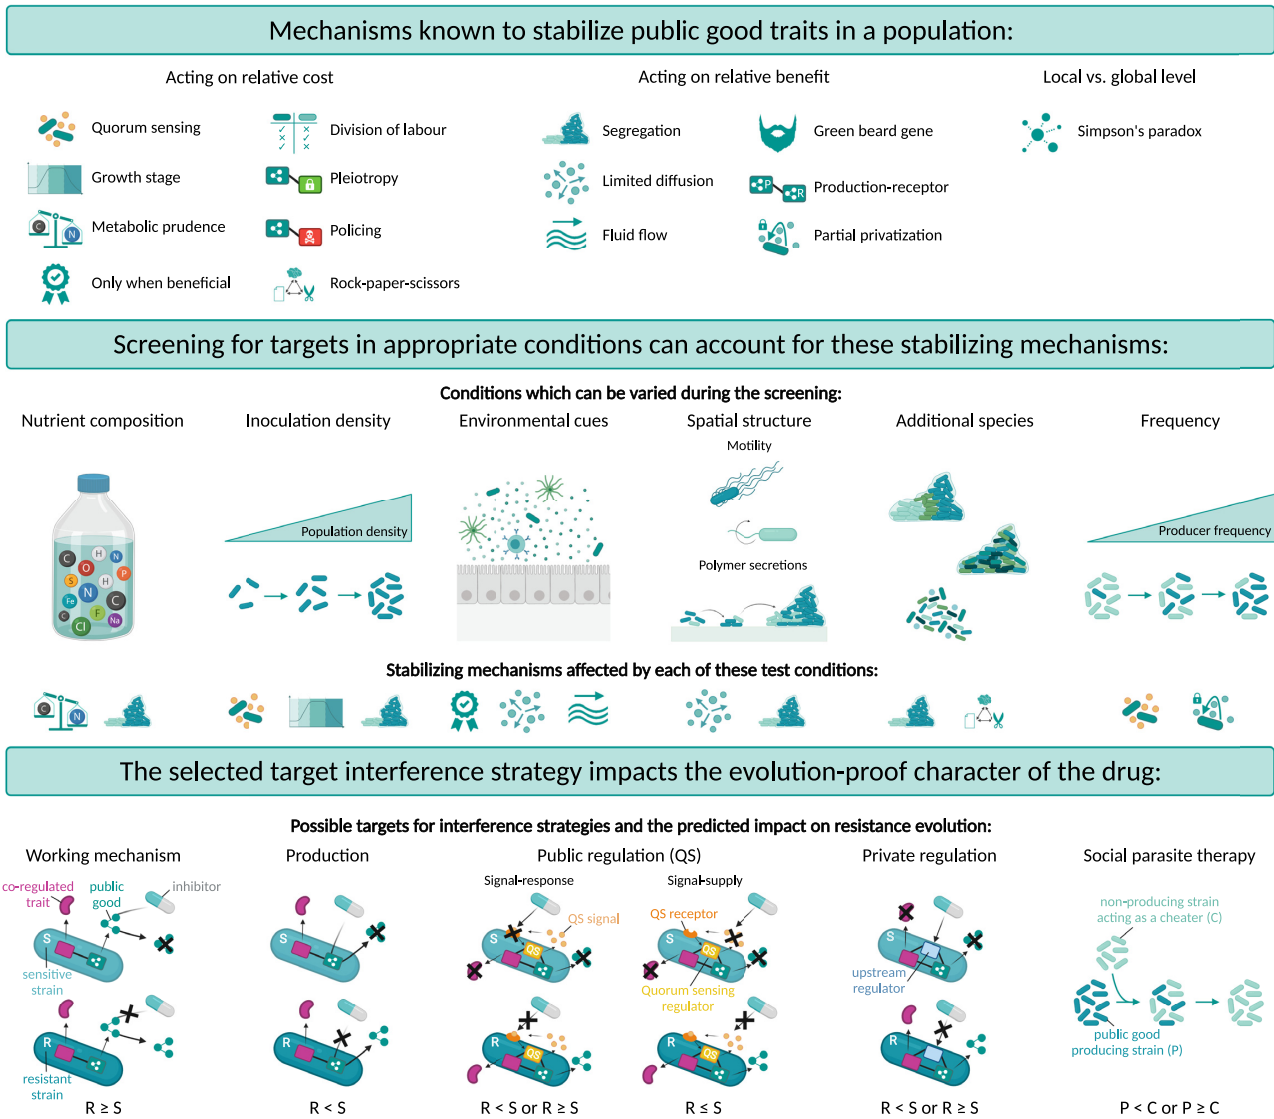 Mechanisms known to stabilize public good traits in a population:
Acting on relative cost
Acting on relative benefit
Local vs. global level
Quorum sensing
Division of labour
Segregation
Green beard gene
Simpson's paradox
Growth stage
Pleiotropy
Limited diffusion
Production-receptor
P
R
Metabolic prudence
C
N
Policing
Fluid flow
Partial privatization
Only when beneficial
Rock-paper-scissors
Screening for targets in appropriate conditions can account for these stabilizing mechanisms:
Conditions which can be varied during the screening:
Nutrient composition
Inoculation density
Environmental cues
Spatial structure
Additional species
Frequency
Motility
Population density
Producer frequency
Polymer secretions
C
H
N
O
P
S
H
Fe
N
C
C
F
Na
Cl
Stabilizing mechanisms affected by each of these test conditions:
C
N
The selected target interference strategy impacts the evolution-proof character of the drug:
Possible targets for interference strategies and the predicted impact on resistance evolution:
Working mechanism
Production
Public regulation (QS)
Private regulation
Social parasite therapy
co-regulated
trait
public
good
inhibitor
Signal-response
Signal-supply
QS signal
QS receptor
non-producing strain
acting as a cheater (C)
S
S
S
QS
S
QS
S
sensitive
strain
Quorum sensing
regulator
upstream
regulator
R
R
R
QS
R
QS
R
resistant
strain
public good
producing strain (P)
R ≥ S
R < S
R < S or R ≥ S
R ≤ S
R < S or R ≥ S
P < C or P ≥ C